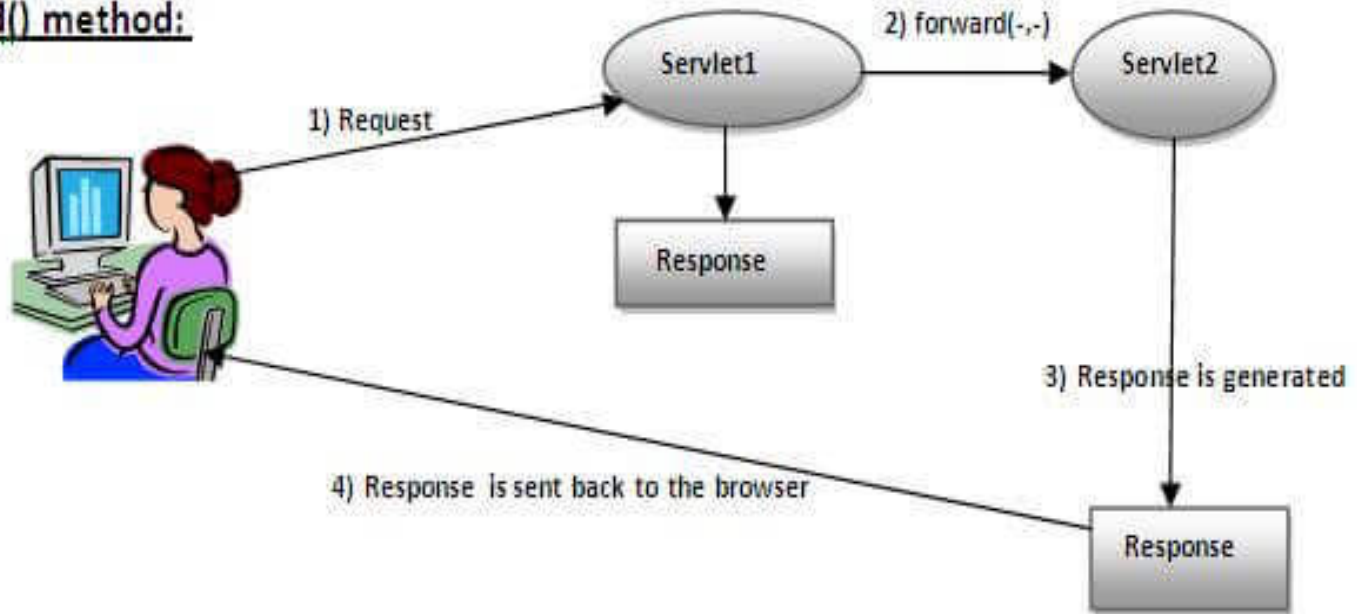 d() method:
2) forward(-,-)
Servlet1
Servlet2
1) Request
Response
3) Response is generated
4) Response is sent back to the browser
Response